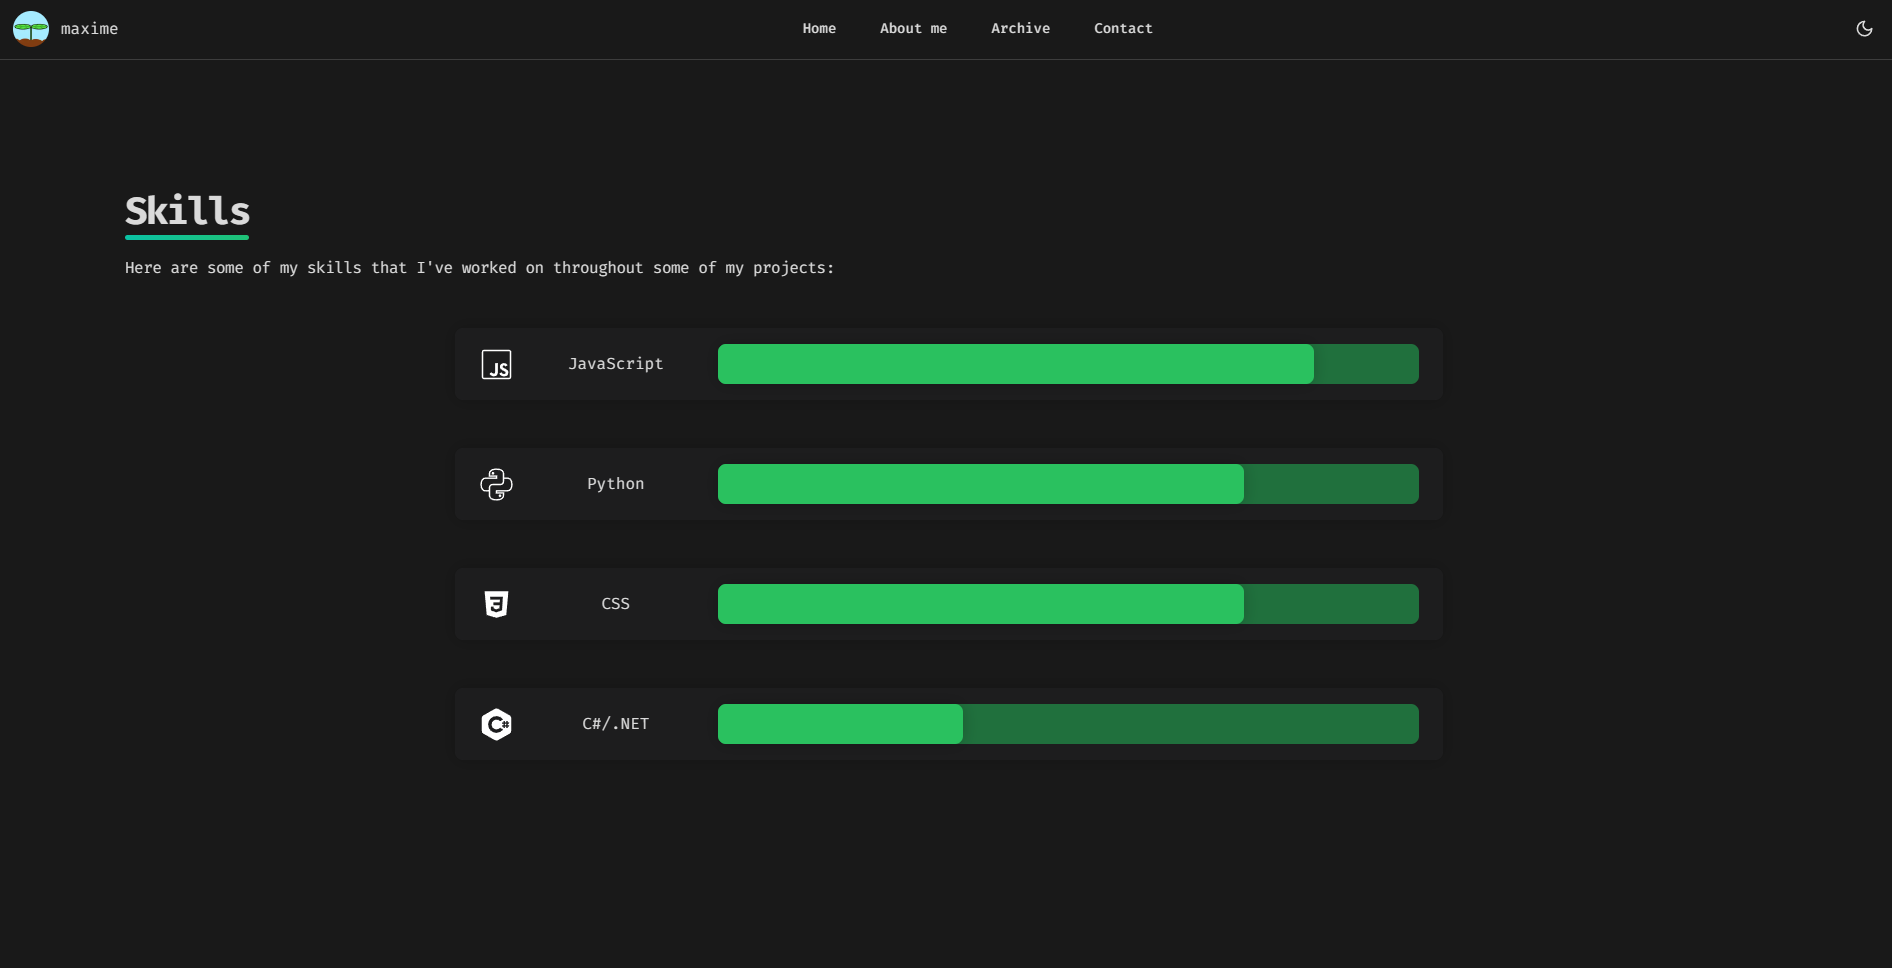 maxime
Home About me Archive Contact
Skills
Here are some of my skills that I've worked on throughout some of my projects:
JS JavaScript
Python
3 CSS
C# C#/.NET